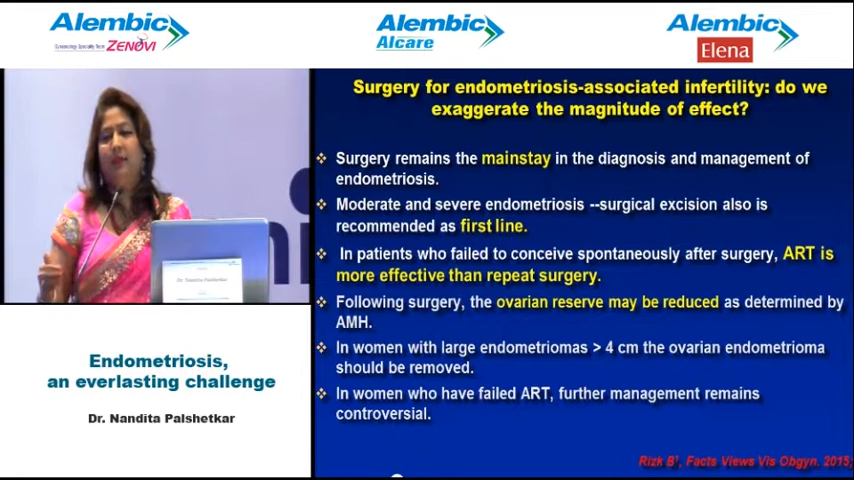 Alembic
ZENOVI
Alembic
Alcare
Alembic
Elena
Surgery for endometriosis-associated infertility: do we
exaggerate the magnitude of effect?
Surgery remains the mainstay in the diagnosis and management of
endometriosis.
Moderate and severe endometriosis --surgical excision also is
recommended as first line.
In patients who failed to conceive spontaneously after surgery, ART is
more effective than repeat surgery.
Following surgery, the ovarian reserve may be reduced as determined by
AMH.
In women with large endometriomas > 4 cm the ovarian endometrioma
should be removed.
In women who have failed ART, further management remains
controversial.
Rizk B¹, Facts Views Vis Obgyn. 2015;
Dr. Nandita Palshetkar
Endometriosis,
an everlasting challenge
Dr. Nandita Palshetkar